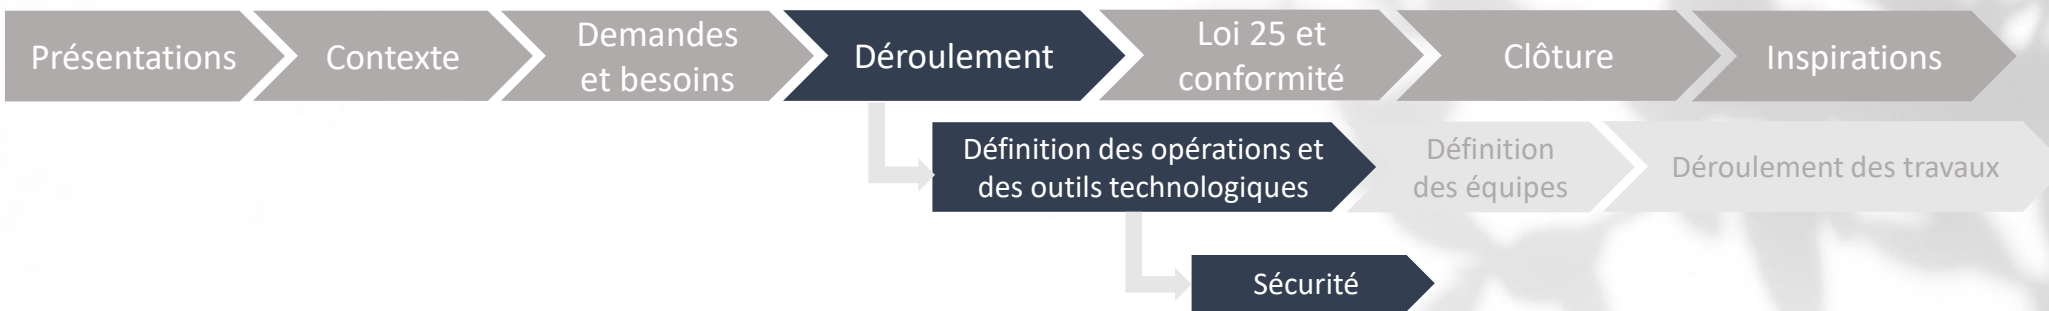 Présentations
Contexte
Demandes
et besoins
Déroulement
Loi 25 et
conformité
Clôture
Inspirations
Définition des opérations et
des outils technologiques
Définition
des équipes
Déroulement des travaux
Sécurité